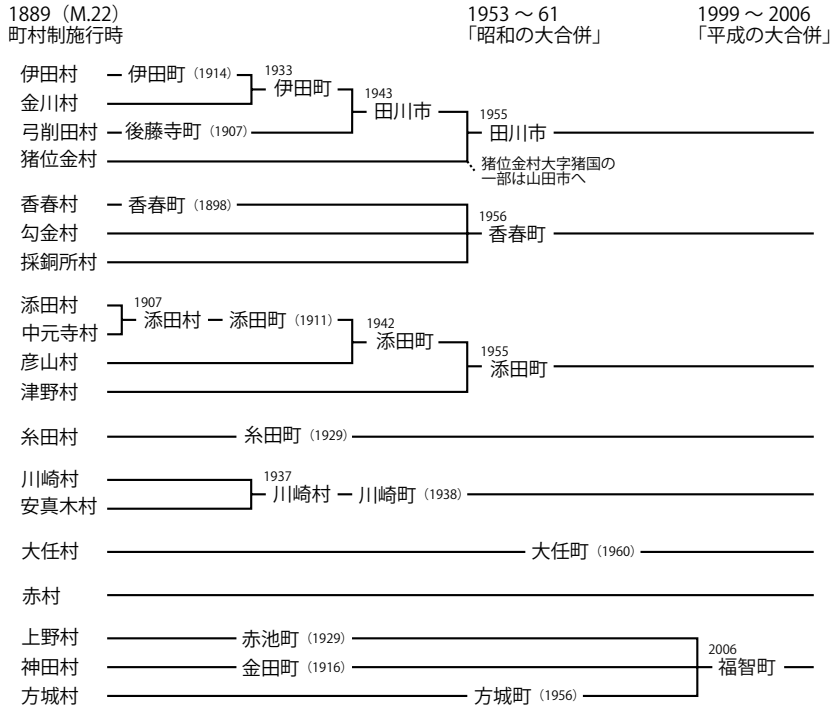 1889（M.22）
町村制施行時
1953 ～ 61
「昭和の大合併」
1999 ～ 2006
「平成の大合併」
伊田村 伊田町（1914）
金川村
1933
伊田町
弓削田村 後藤寺町（1907）
1943
田川市
猪位金村
1955
田川市
猪位金村大字猪国の
一部は山田市へ
香春村 香春町（1898）
勾金村
採銅所村
1956
香春町
添田村
中元寺村
1907
添田村 添田町（1911）
彦山村
1942
添田町
津野村
1955
添田町
糸田村 糸田町（1929）
川崎村
安真木村
1937
川崎村 川崎町（1938）
大任村 大任町（1960）
赤村
上野村 赤池町（1929）
神田村 金田町（1916）
方城村 方城町（1956）
2006
福智町